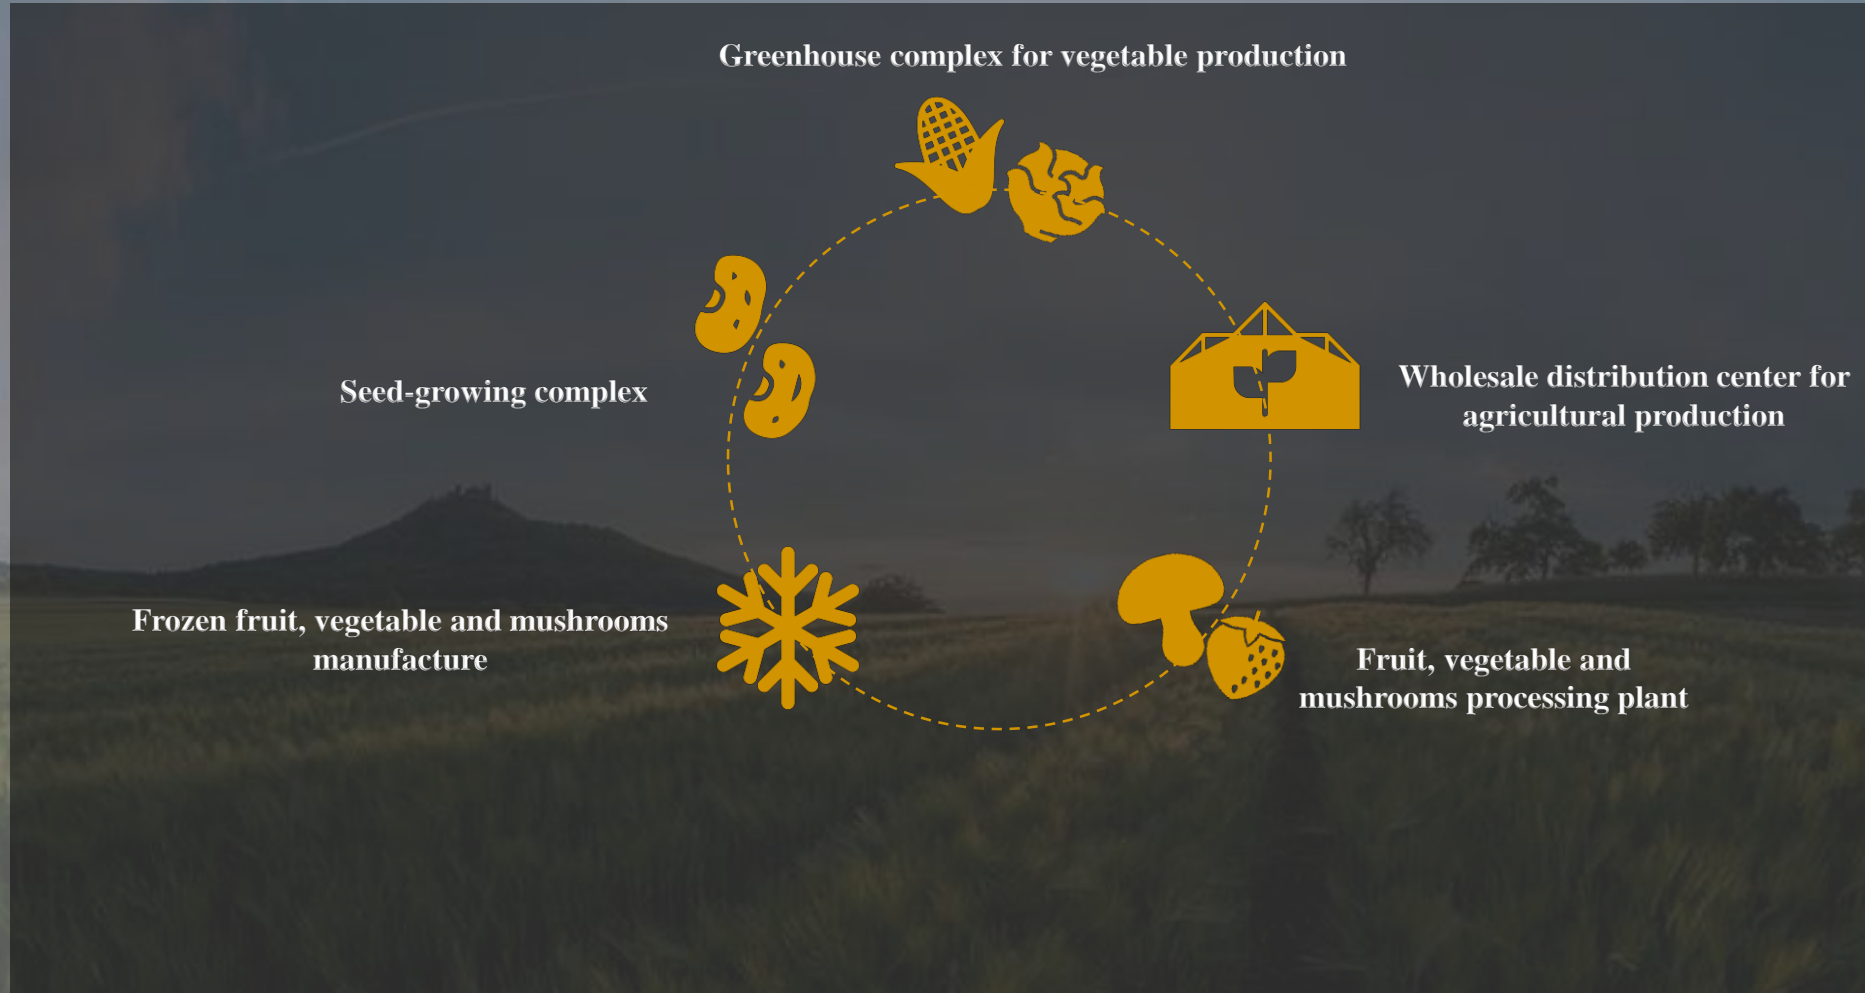 Greenhouse complex for vegetable production
Seed-growing complex
Wholesale distribution center for
agricultural production
Frozen fruit, vegetable and mushrooms
manufacture
Fruit, vegetable and
mushrooms processing plant